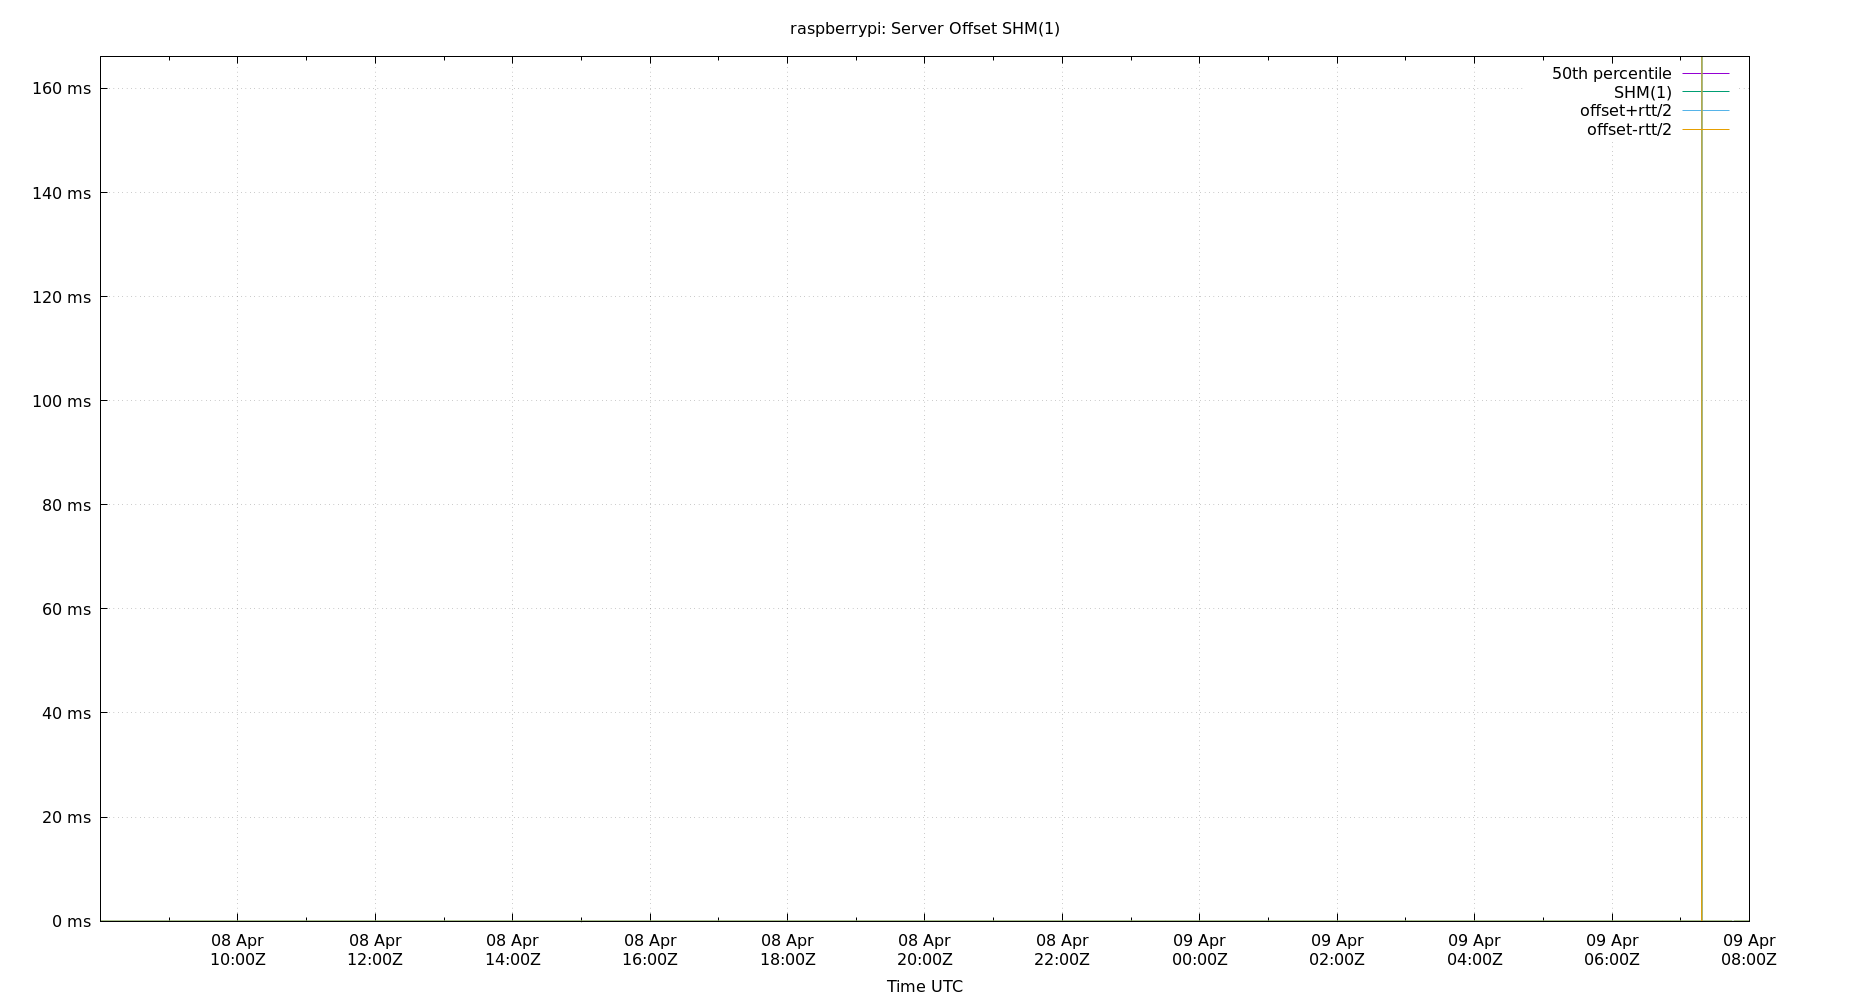 raspberrypi: Server Offset SHM(1)
50th percentile
SHM(1)
offset+rtt/2
offset-rtt/2
160 ms
140 ms
120 ms
100 ms
80 ms
60 ms
40 ms
20 ms
0 ms
08 Apr 08 Apr 08 Apr 08 Apr 08 Apr 08 Apr 08 Apr 09 Apr 09 Apr 09 Apr 09 Apr 09 Apr
10:00Z 12:00Z 14:00Z 16:00Z 18:00Z 20:00Z 22:00Z 00:00Z 02:00Z 04:00Z 06:00Z 08:00Z
Time UTC